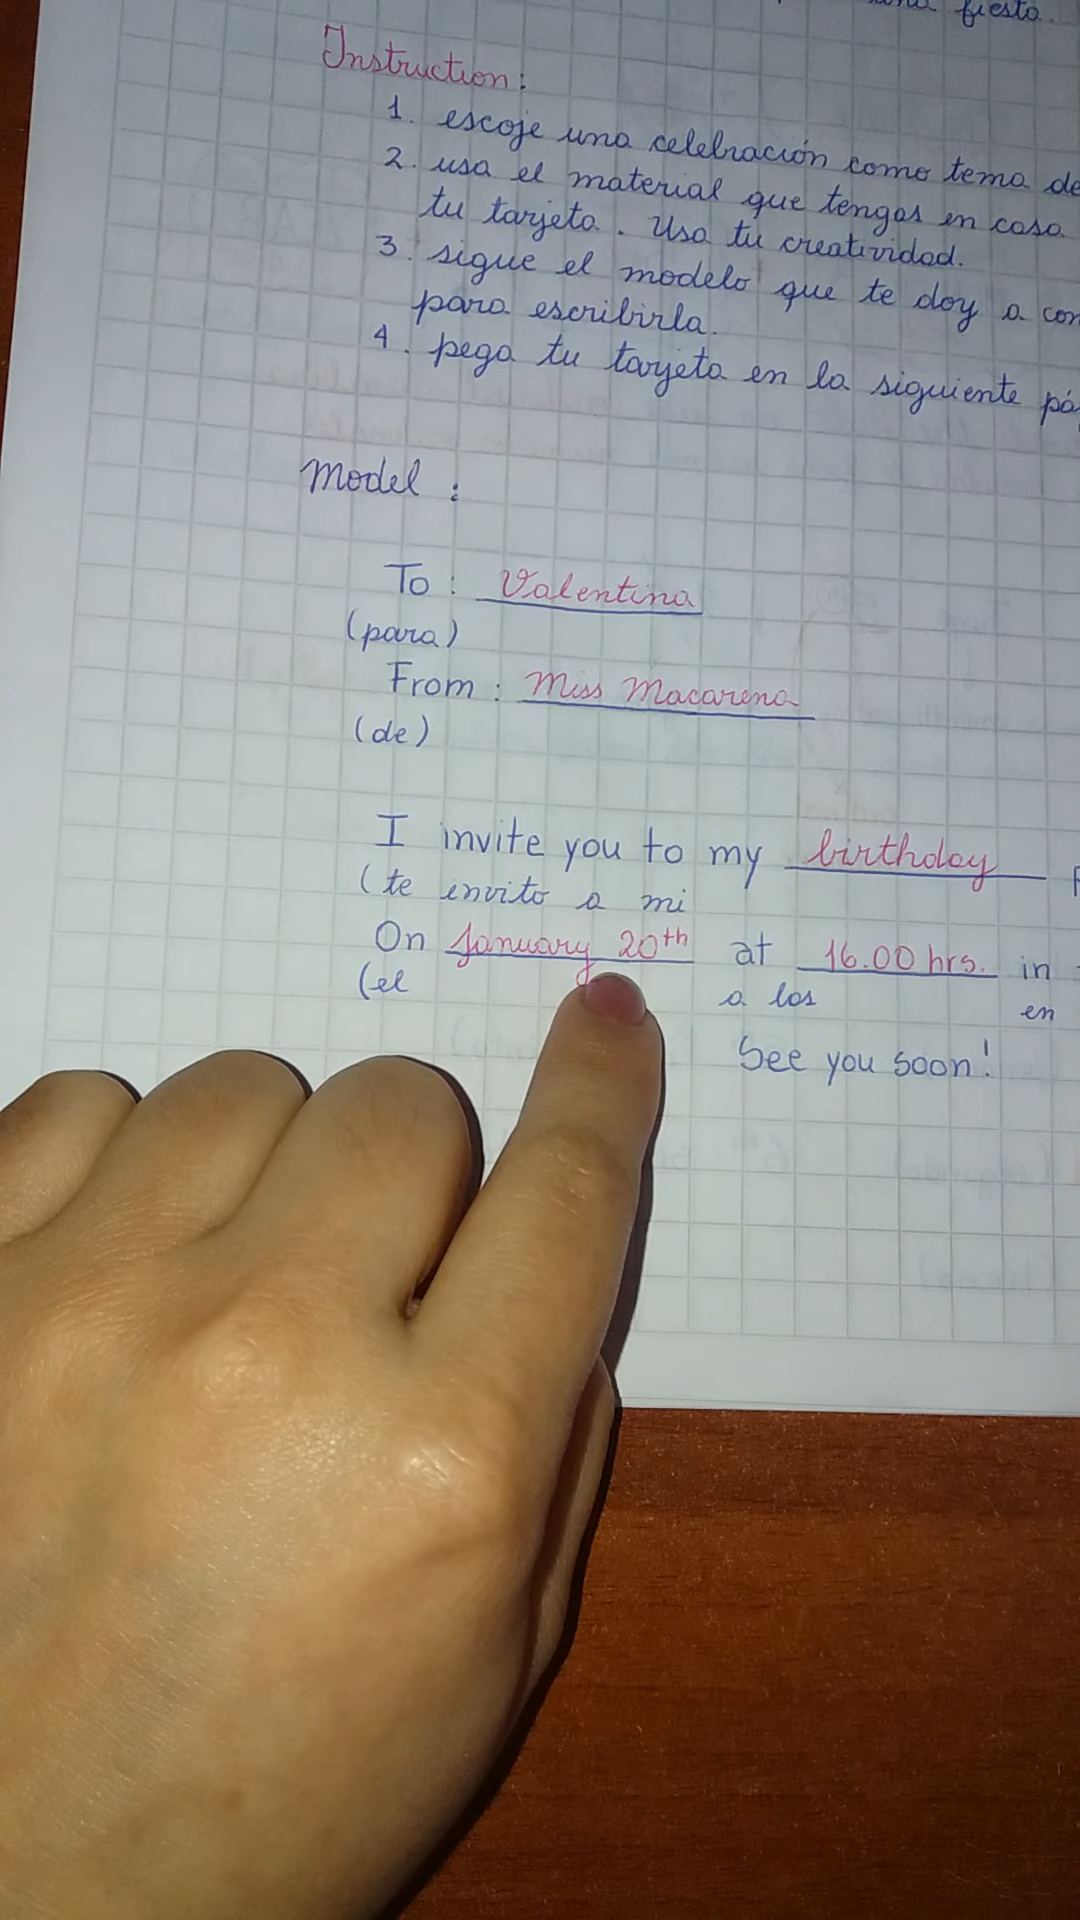 fiesta.
Instruction:
1. escoje una celebración como tema de
2. usa el material que tengas en casa
tu tarjeta. Usa tu creatividad.
3. sigue el modelo que te doy a con
para escribirla.
4. pega tu tarjeta en la siguiente pá
Model :
To : Valentina
(para)
From : Miss Macarena
(de)
I invite you to my birthday
(te invito a mi
On January 20th at 16.00 hrs. in
(el a las en
See you soon!